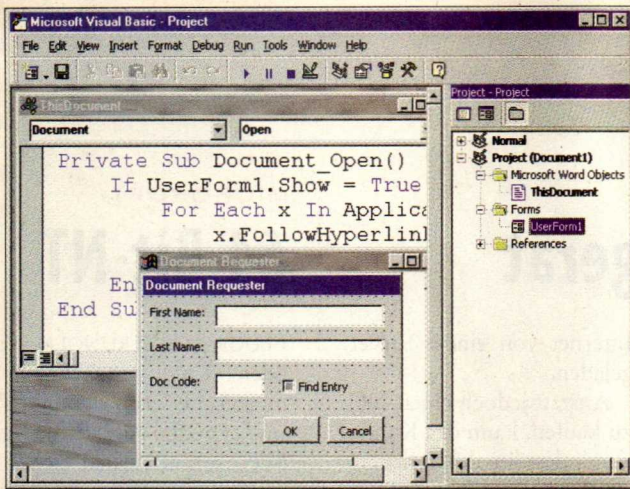 Microsoft Visual Basic - Project
File Edit View Insert Format Debug Run Tools Window Help
ThisDocument
Document
Open
Private Sub Document_Open()
If UserForm1.Show = True
For Each x In Applica
x.FollowHyperlin
En
End Su
Document Requester
Document Requester
First Name:
Last Name:
Doc Code:
Find Entry
OK
Cancel
Project - Project
Normal
Project (Document1)
Microsoft Word Objects
ThisDocument
Forms
UserForm1
References